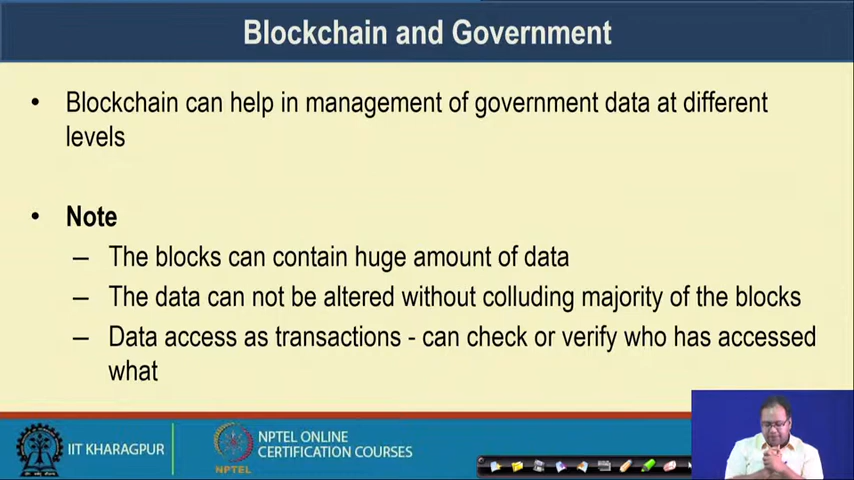 Blockchain and Government
• Blockchain can help in management of government data at different
levels
• Note
– The blocks can contain huge amount of data
– The data can not be altered without colluding majority of the blocks
– Data access as transactions - can check or verify who has accessed
what
IIT KHARAGPUR
NPTEL
NPTEL ONLINE
CERTIFICATION COURSES